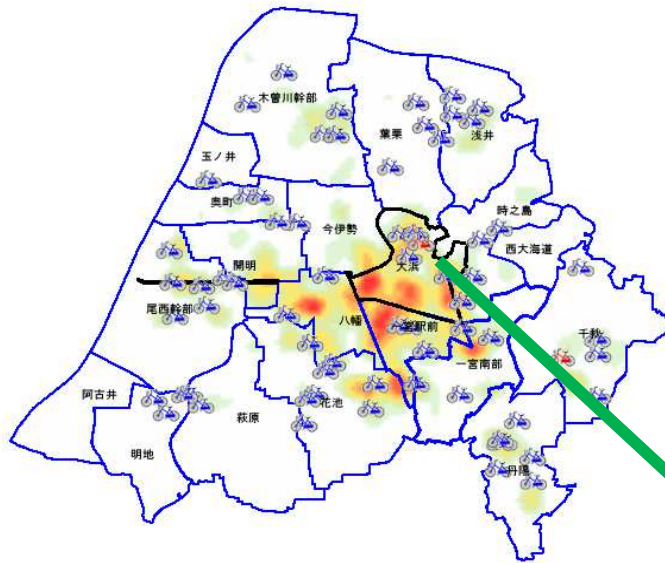 木曽川幹部
葉栗
浅井
玉ノ井
奥町
時之島
今伊勢
西大海道
大浜
開明
尾西幹部
八幡
千秋
一宮南部
阿古井
花池
萩原
明地
丹陽